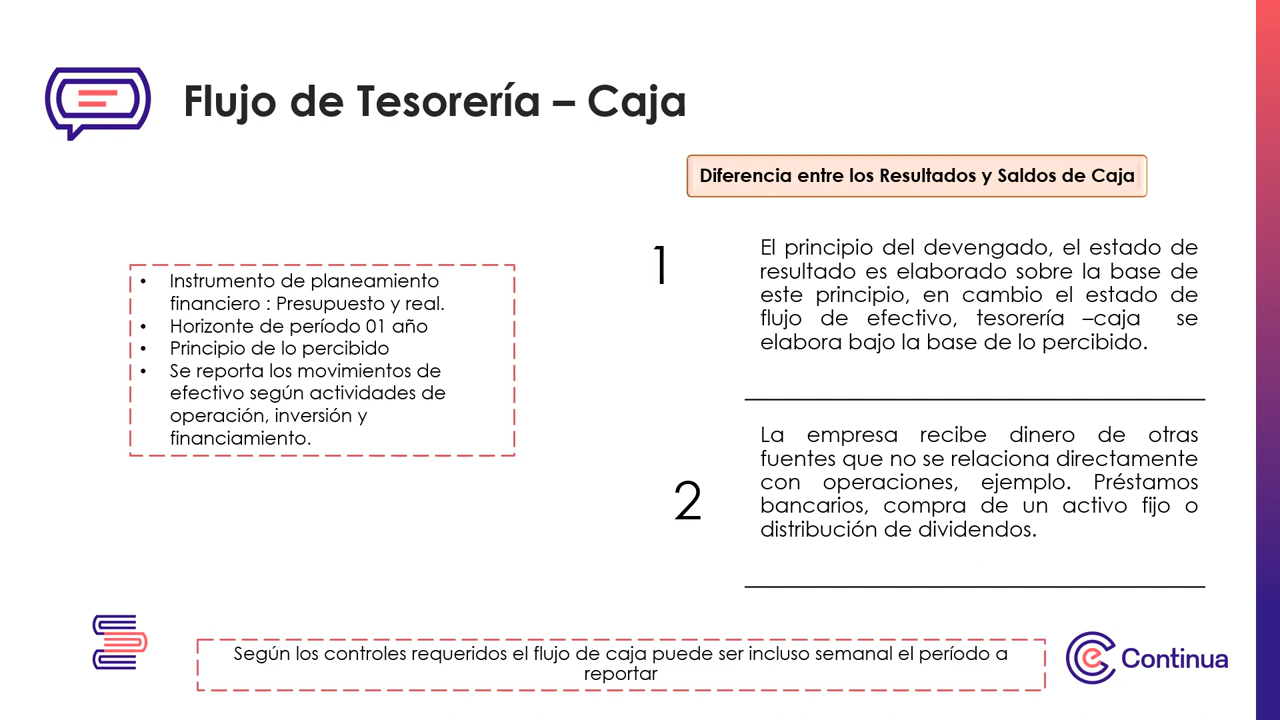 Flujo de Tesorería – Caja
Diferencia entre los Resultados y Saldos de Caja
• Instrumento de planeamiento
financiero : Presupuesto y real.
• Horizonte de período 01 año
• Principio de lo percibido
• Se reporta los movimientos de
efectivo según actividades de
operación, inversión y
financiamiento.
1
El principio del devengado, el estado de
resultado es elaborado sobre la base de
este principio, en cambio el estado de
flujo de efectivo, tesorería –caja se
elabora bajo la base de lo percibido.
2
La empresa recibe dinero de otras
fuentes que no se relaciona directamente
con operaciones, ejemplo. Préstamos
bancarios, compra de un activo fijo o
distribución de dividendos.
Según los controles requeridos el flujo de caja puede ser incluso semanal el período a
reportar
Continua